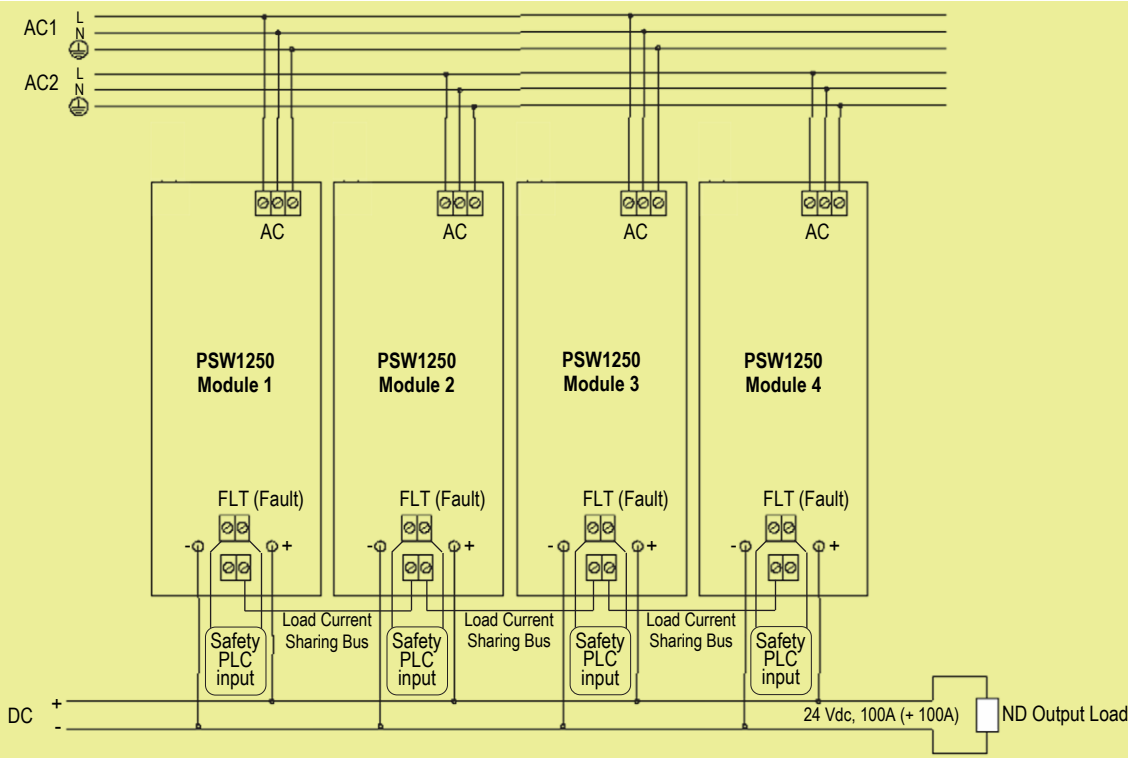 AC1 L
N
AC2 L
N
AC AC AC AC
PSW1250
Module 1
PSW1250
Module 2
PSW1250
Module 3
PSW1250
Module 4
FLT (Fault) FLT (Fault) FLT (Fault) FLT (Fault)
- + - + - + - +
Load Current
Sharing Bus
Load Current
Sharing Bus
Load Current
Sharing Bus
Safety
PLC
input
Safety
PLC
input
Safety
PLC
input
Safety
PLC
input
DC + -
24 Vdc, 100A (+ 100A)
ND Output Load